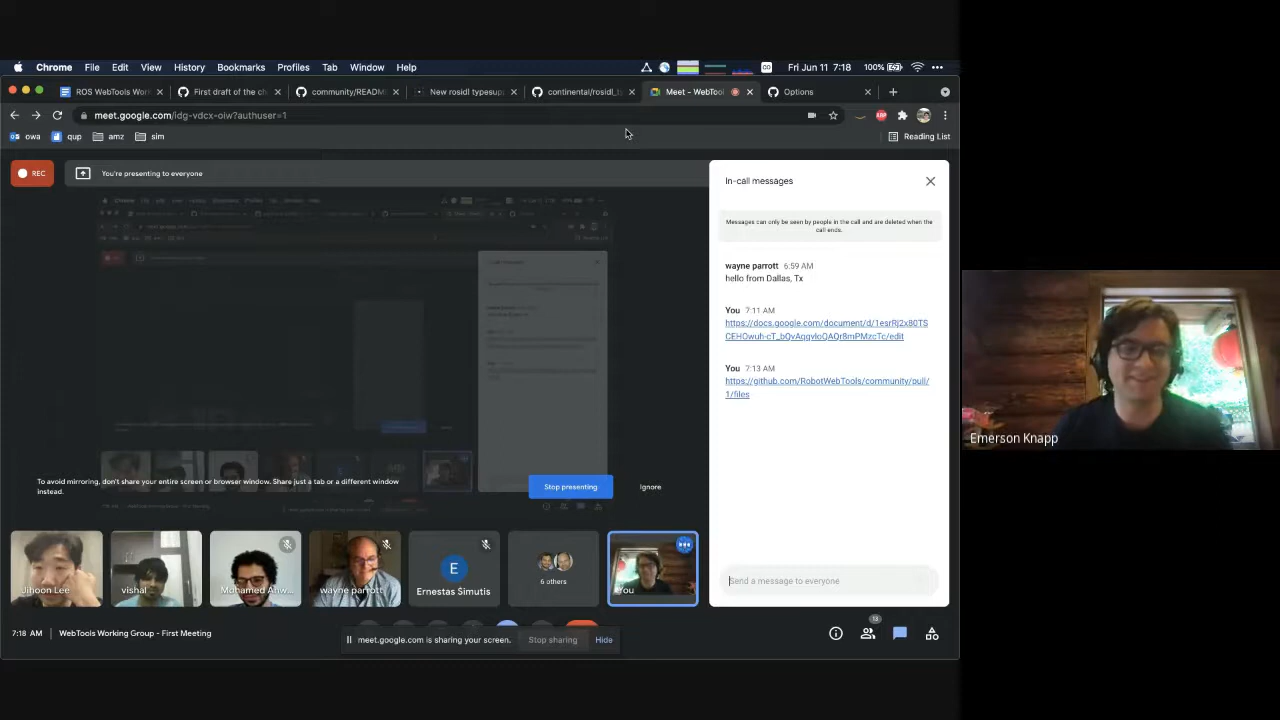 Chrome File Edit View History Bookmarks Profiles Tab Window Help Fri Jun 11 7:18 100%
ROS WebTools Wor First draft of the ch community/READM New rosidl typesup continental/rosidl_t Meet - WebTool Options
meet.google.com/idg-vdcx-oiw?authuser=1
owa qup amz sim Reading List
REC You're presenting to everyone
In-call messages
Messages can only be seen by people in the call and are deleted when the
call ends.
wayne parrott 6:59 AM
hello from Dallas, Tx
You 7:11 AM
https://docs.google.com/document/d/1esrRj2x80TS
CEHOwuh-cT_bQvAqqvIoQAQr8mPMzcTc/edit
You 7:13 AM
https://github.com/RobotWebTools/community/pull/
1/files
To avoid mirroring, don't share your entire screen or browser window. Share just a tab or a different window
instead.
Stop presenting Ignore
Jihoon Lee vishal Mohamed Ahw... wayne parrott E Ernestas Simutis 6 others You
Send a message to everyone
7:18 AM | WebTools Working Group - First Meeting
meet.google.com is sharing your screen. Stop sharing Hide
13
Emerson Knapp